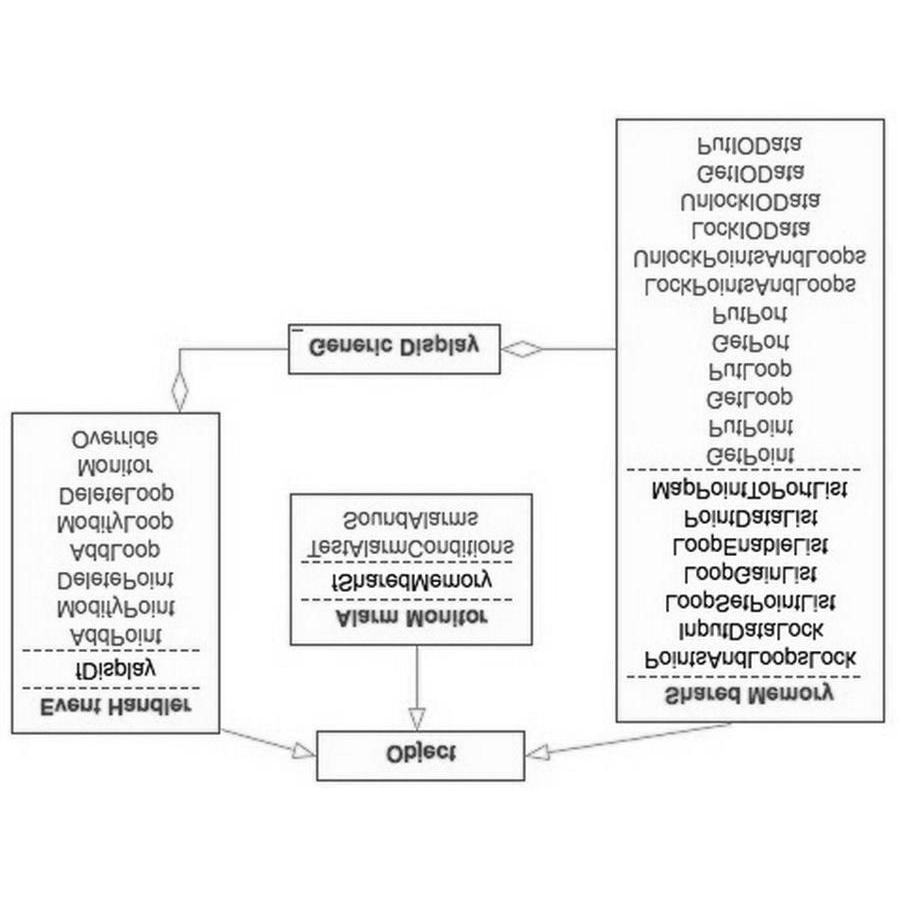 Object
Event Handler
fDisplay
AddPoint
ModifyPoint
DeletePoint
AddLoop
ModifyLoop
DeleteLoop
Monitor
Override
Alarm Monitor
fSharedMemory
TestAlarmConditions
SoundAlarms
Generic Display
Shared Memory
PointsAndLoopsLock
InputDataLock
LoopSetPointList
LoopGainList
LoopEnableList
PointDataList
MapPointToPortList
GetPoint
PutPoint
GetLoop
PutLoop
GetPort
PutPort
LockPointsAndLoops
UnlockPointsAndLoops
LockIOData
UnlockIOData
GetIOData
PutIOData